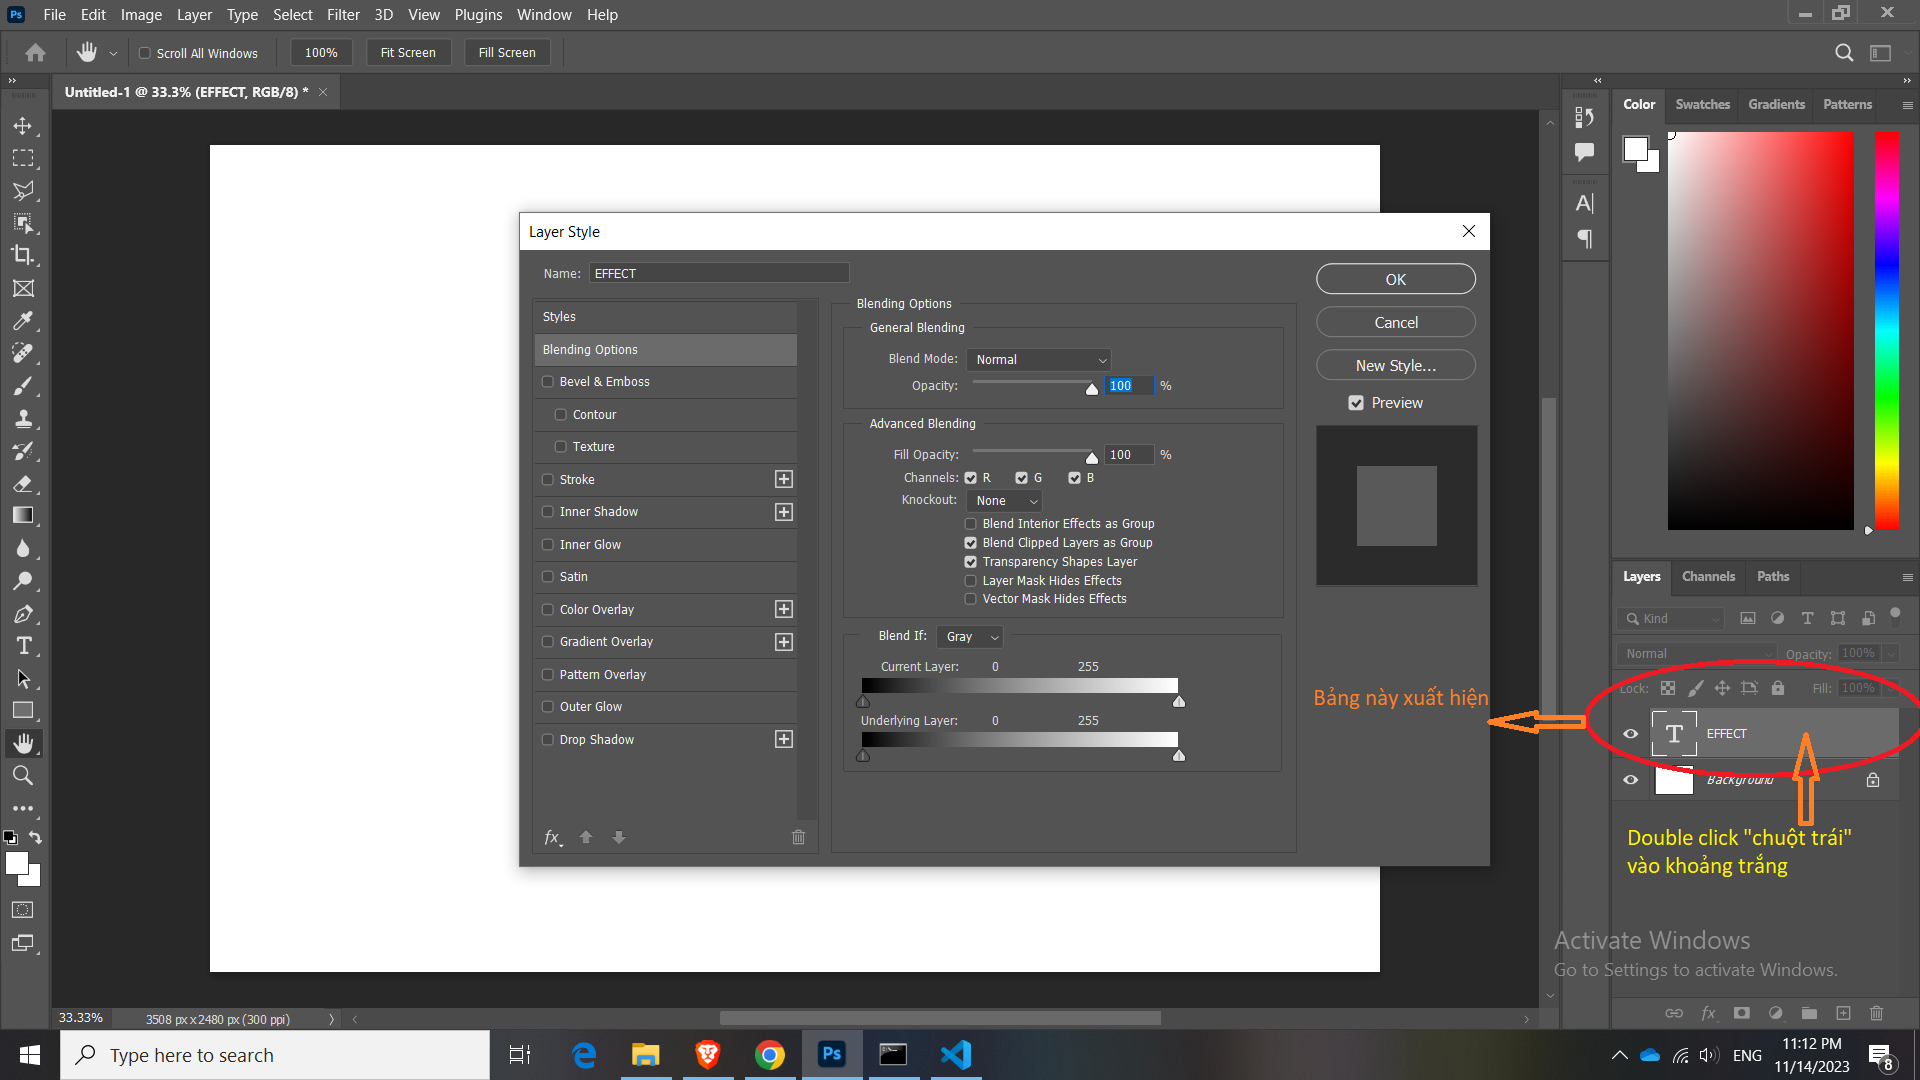 Ps File Edit Image Layer Type Select Filter 3D View Plugins Window Help
Scroll All Windows 100% Fit Screen Fill Screen
Untitled-1 @ 33.3% (EFFECT, RGB/8) *
Color Swatches Gradients Patterns
Layer Style
Name: EFFECT
Styles
Blending Options
Bevel & Emboss
Contour
Texture
Stroke
Inner Shadow
Inner Glow
Satin
Color Overlay
Gradient Overlay
Pattern Overlay
Outer Glow
Drop Shadow
fx
Blending Options
General Blending
Blend Mode: Normal
Opacity: 100 %
Advanced Blending
Fill Opacity: 100 %
Channels: R G B
Knockout: None
Blend Interior Effects as Group
Blend Clipped Layers as Group
Transparency Shapes Layer
Layer Mask Hides Effects
Vector Mask Hides Effects
Blend If: Gray
Current Layer: 0 255
Underlying Layer: 0 255
OK
Cancel
New Style...
Preview
Bảng này xuất hiện
Layers Channels Paths
Kind
Normal Opacity: 100%
Lock: Fill: 100%
T EFFECT
Background
Double click "chuột trái"
vào khoảng trắng
Activate Windows
Go to Settings to activate Windows.
fx
33.33% 3508 px x 2480 px (300 ppi)
Type here to search
Ps
ENG
11:12 PM
11/14/2023
8